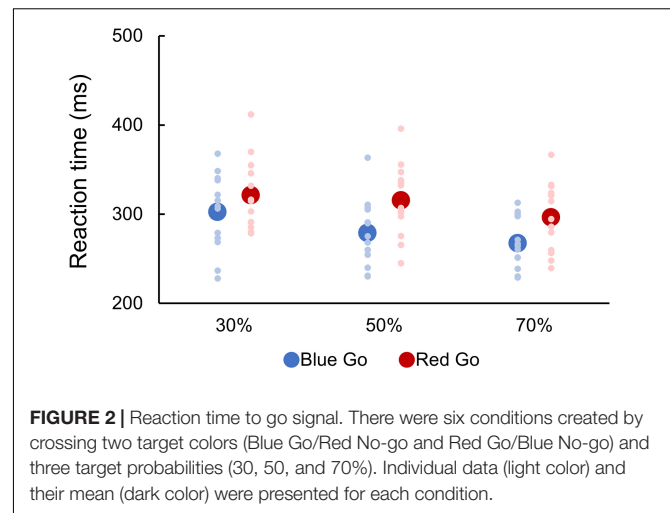 500
400
300
200
Reaction time (ms)
30%
50%
70%
Blue Go
Red Go
FIGURE 2 | Reaction time to go signal. There were six conditions created by
crossing two target colors (Blue Go/Red No-go and Red Go/Blue No-go) and
three target probabilities (30, 50, and 70%). Individual data (light color) and
their mean (dark color) were presented for each condition.